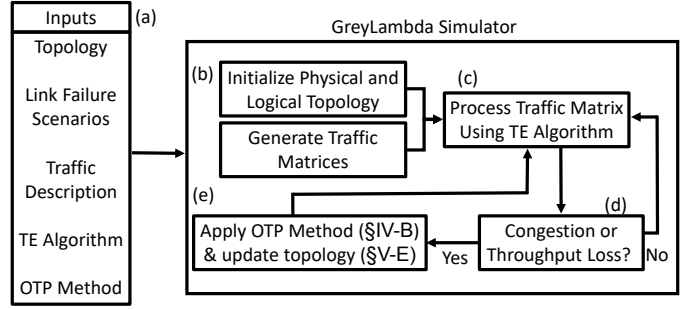 Inputs
(a)
Topology
Link Failure
Scenarios
Traffic
Description
TE Algorithm
OTP Method
GreyLambda Simulator
(b)
Initialize Physical and
Logical Topology
Generate Traffic
Matrices
(c)
Process Traffic Matrix
Using TE Algorithm
(d)
Congestion or
Throughput Loss?
No
Yes
(e)
Apply OTP Method (§IV-B)
& update topology (§V-E)